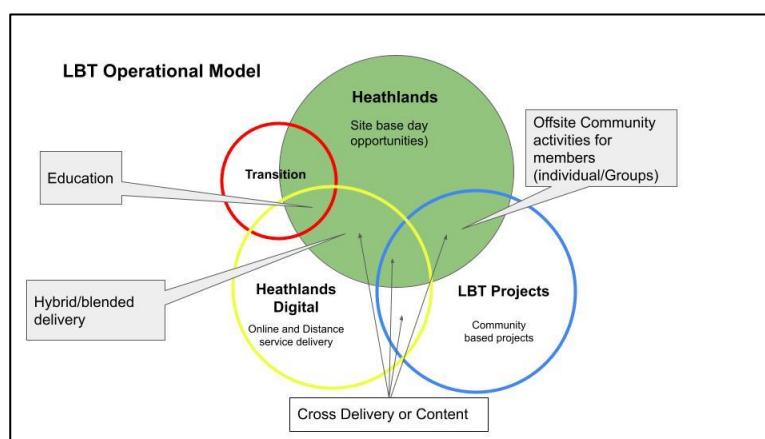 LBT Operational Model
Heathlands
Site base day
opportunities)
Offsite Community
activities for
members
(individual/Groups)
Transition
Education
Hybrid/blended
delivery
Heathlands
Digital
Online and Distance
service delivery
LBT Projects
Community
based projects
Cross Delivery or Content